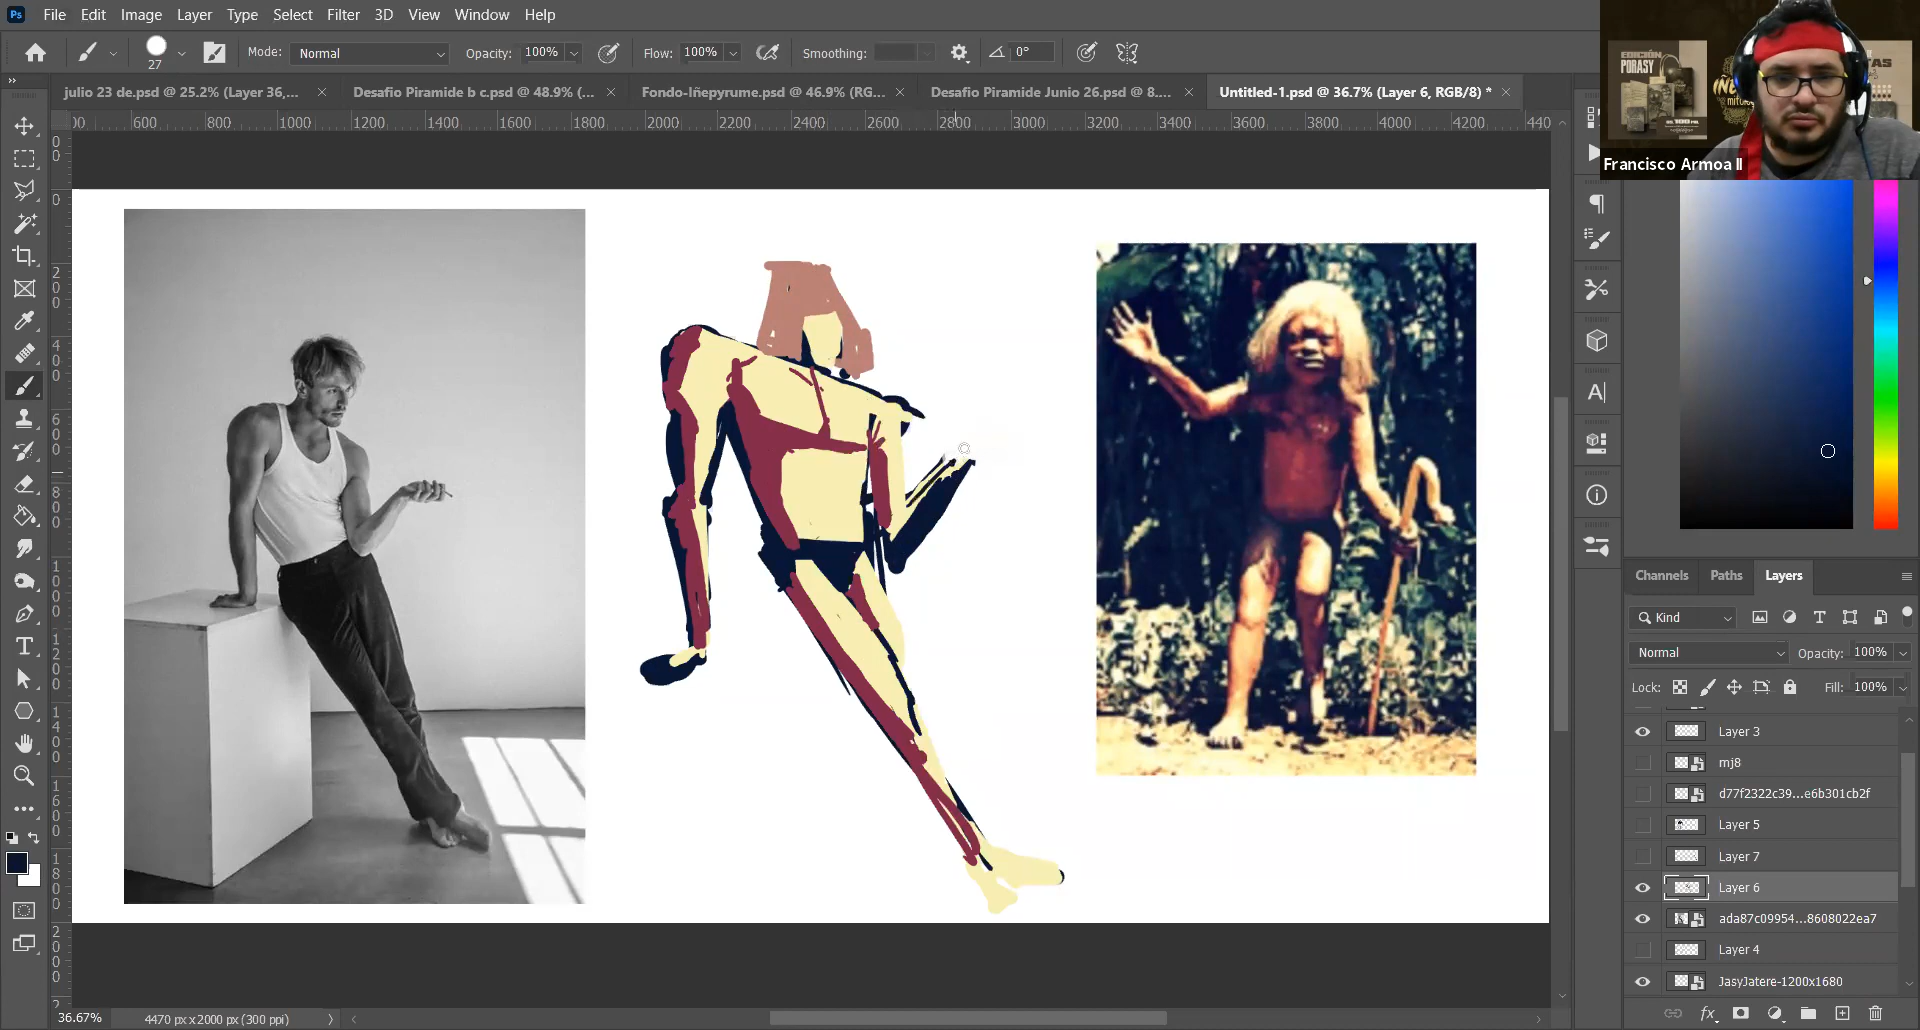 Ps File Edit Image Layer Type Select Filter 3D View Window Help
27 Mode: Normal Opacity: 100% Flow: 100% Smoothing: 0°
julio 23 de.psd @ 25.2% (Layer 36,... Desafio Piramide b c.psd @ 48.9% (... Fondo-Iñepyrume.psd @ 46.9% (RG... Desafio Piramide Junio 26.psd @ 8.... Untitled-1.psd @ 36.7% (Layer 6, RGB/8) *
600 800 1000 1200 1400 1600 1800 2000 2200 2400 2600 2800 3000 3200 3400 3600 3800 4000 4200 440
EDICIÓN
PORASY
Francisco Armoa II
Channels Paths Layers
Kind
Normal Opacity: 100%
Lock: Fill: 100%
Layer 3
mj8
d77f2322c39...e6b301cb2f
Layer 5
Layer 7
Layer 6
ada87c09954...8608022ea7
Layer 4
JasyJatere-1200x1680
36.67% 4470 px x 2000 px (300 ppi)